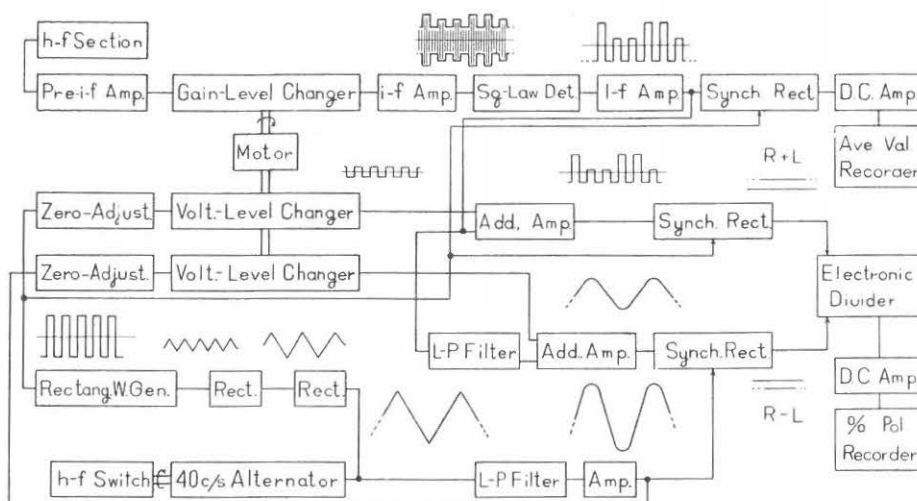 h-f Section
Pre-i-f Amp.
Gain-Level Changer
i-f Amp.
Sq-Law Det.
l-f Amp
Synch Rect
D.C. Amp
Motor
R + L
Ave Val.
Recorder
Zero-Adjust.
Volt.-Level Changer
Add. Amp
Synch. Rect.
Zero-Adjust.
Volt.-Level Changer
Electronic
Divider
L-P Filter
Add. Amp.
Synch. Rect
Rectang.W.Gen.
Rect.
Rect.
D.C Amp
R - L
% Pol
Recorder
h-f Switch
40c/s Alternator
L-P Filter
Amp.